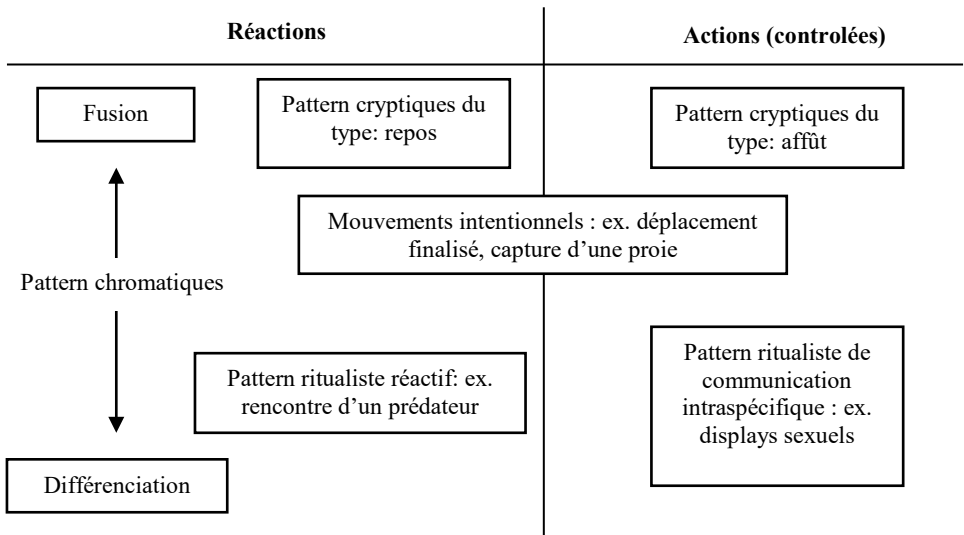 Réactions
Actions (controlées)
Fusion
Pattern cryptiques du
type: repos
Pattern cryptiques du
type: affût
Mouvements intentionnels : ex. déplacement
finalisé, capture d’une proie
Pattern chromatiques
Pattern ritualiste réactif: ex.
rencontre d’un prédateur
Pattern ritualiste de
communication
intraspécifique : ex.
displays sexuels
Différenciation